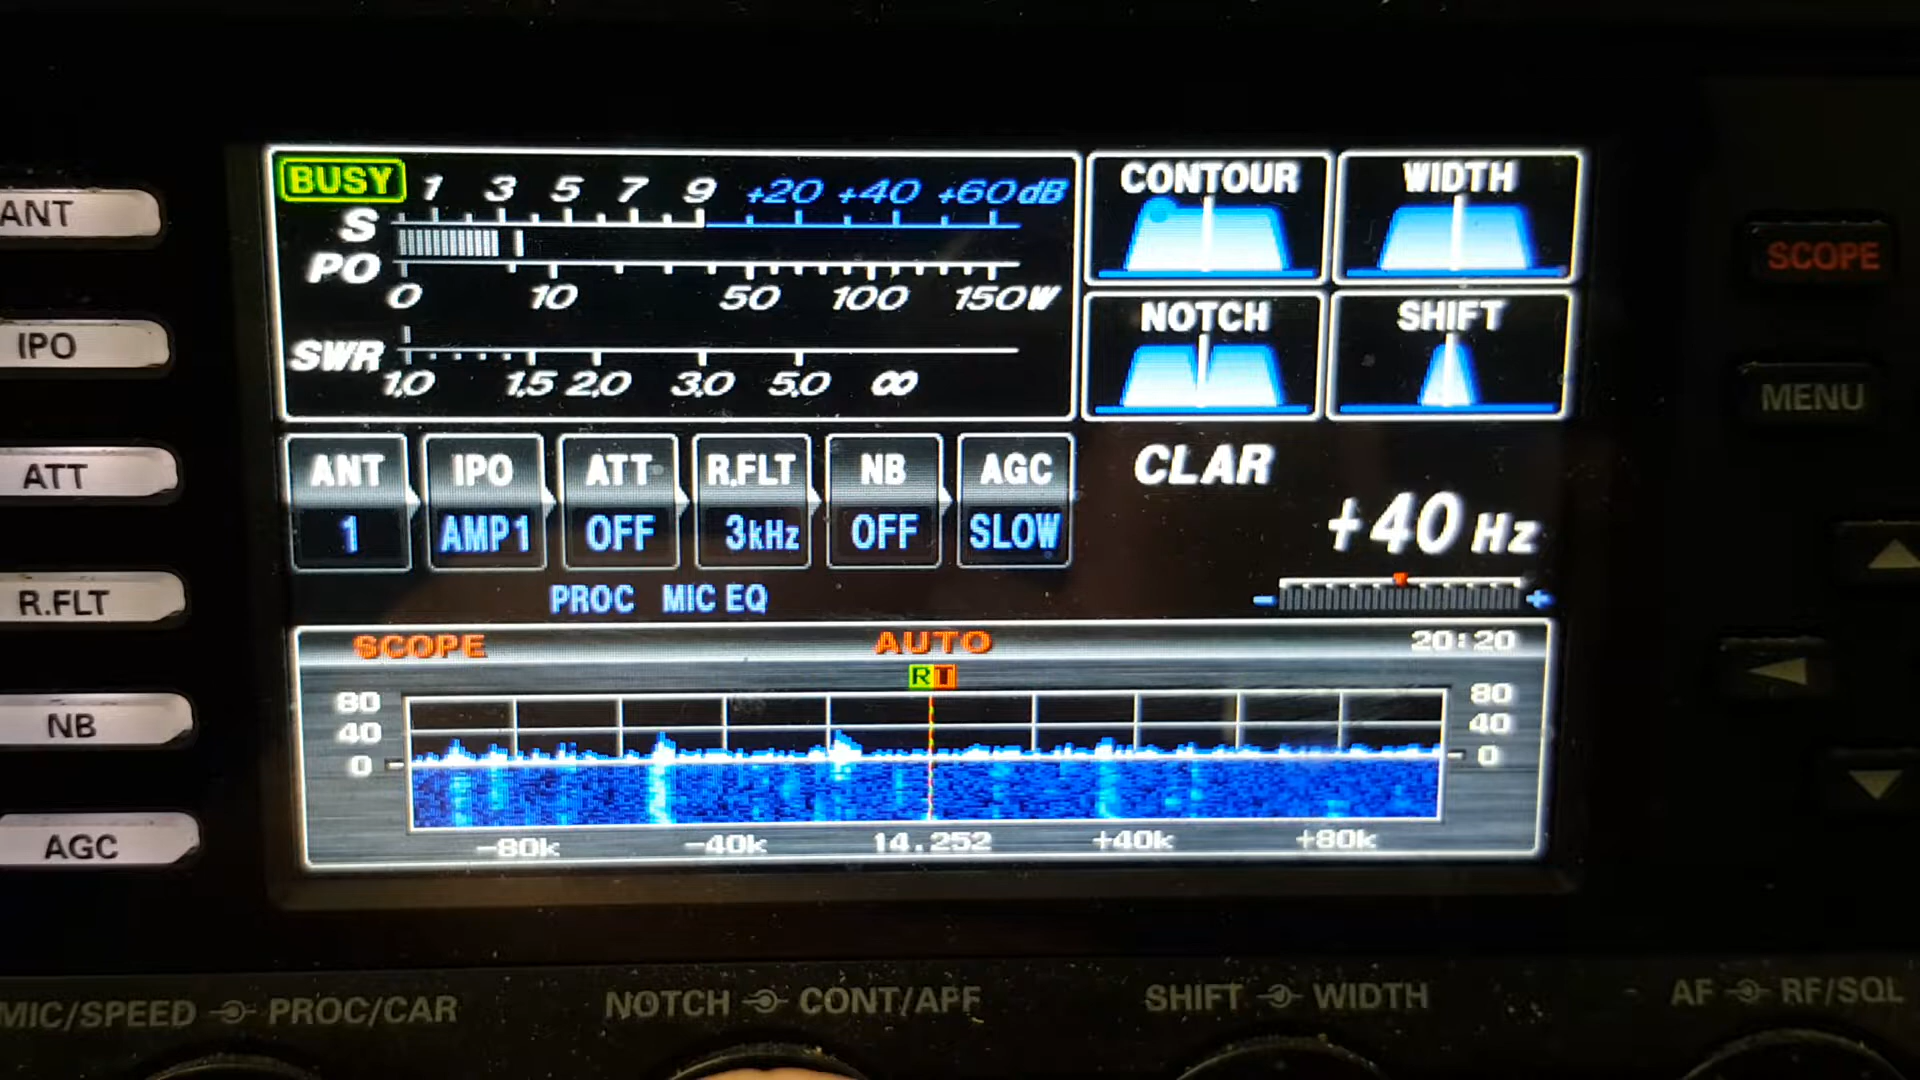 BUSY 1 3 5 7 9 +20 +40 +60dB
S
PO
0 10 50 100 150W
SWR
1.0 1.5 2.0 3.0 5.0 ∞
CONTOUR WIDTH
NOTCH SHIFT
ANT IPO ATT R.FLT NB AGC
1 AMP1 OFF 3kHz OFF SLOW
CLAR
+40 Hz
PROC MIC EQ
- +
SCOPE AUTO 20:20
R T
80 80
40 40
0 0
-80k -40k 14.252 +40k +80k
ANT
IPO
ATT
R.FLT
NB
AGC
SCOPE
MENU
MIC/SPEED PROC/CAR NOTCH CONT/APF SHIFT WIDTH AF RF/SQL